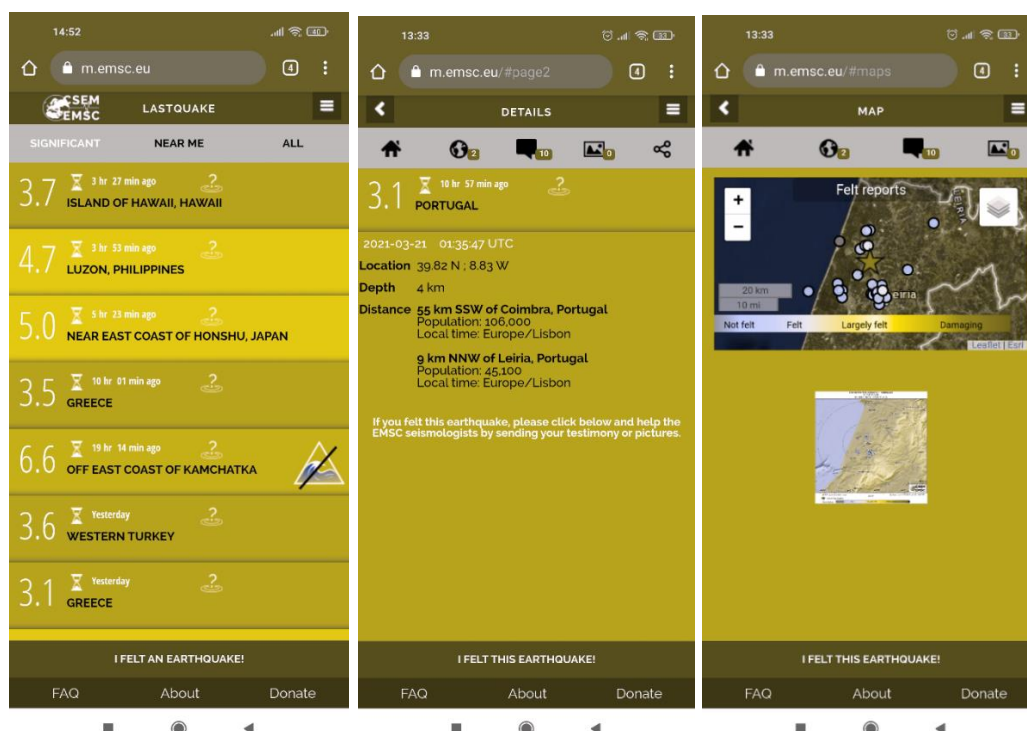 14:52
40
m.emsc.eu
4
CSEM
EMSC
LASTQUAKE
SIGNIFICANT
NEAR ME
ALL
3.7
3 hr 27 min ago
?
ISLAND OF HAWAII, HAWAII
4.7
3 hr 33 min ago
?
LUZON, PHILIPPINES
5.0
5 hr 23 min ago
?
NEAR EAST COAST OF HONSHU, JAPAN
3.5
10 hr 01 min ago
?
GREECE
6.6
19 hr 14 min ago
?
OFF EAST COAST OF KAMCHATKA
3.6
Yesterday
?
WESTERN TURKEY
3.1
Yesterday
?
GREECE
I FELT AN EARTHQUAKE!
FAQ
About
Donate
13:33
33
m.emsc.eu/#page2
4
DETAILS
2
10
0
3.1
10 hr 57 min ago
?
PORTUGAL
2021-03-21 01:35:47 UTC
Location 39.82 N ; 8.83 W
Depth 4 km
Distance 55 km SSW of Coimbra, Portugal
Population: 106,000
Local time: Europe/Lisbon
9 km NNW of Leiria, Portugal
Population: 45,100
Local time: Europe/Lisbon
If you felt this earthquake, please click below and help the
EMSC seismologists by sending your testimony or pictures.
I FELT THIS EARTHQUAKE!
FAQ
About
Donate
13:33
33
m.emsc.eu/#maps
4
MAP
2
10
0
+
−
Felt reports
LEIRIA
eiria
20 km
10 mi
Not felt
Felt
Largely felt
Damaging
Leaflet | Esri
I FELT THIS EARTHQUAKE!
FAQ
About
Donate